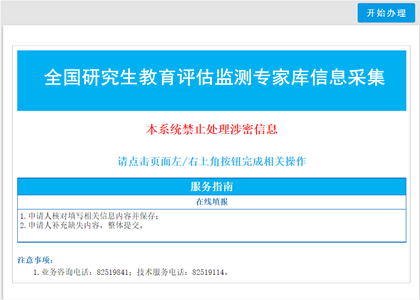 开始办理
全国研究生教育评估监测专家库信息采集
本系统禁止处理涉密信息
请点击页面左/右上角按钮完成相关操作
服务指南
在线填报
1.申请人核对填写相关信息内容并保存;
2.申请人补充缺失内容，整体提交。
注意事项:
1.业务咨询电话: 82519841; 技术服务电话: 82519114。